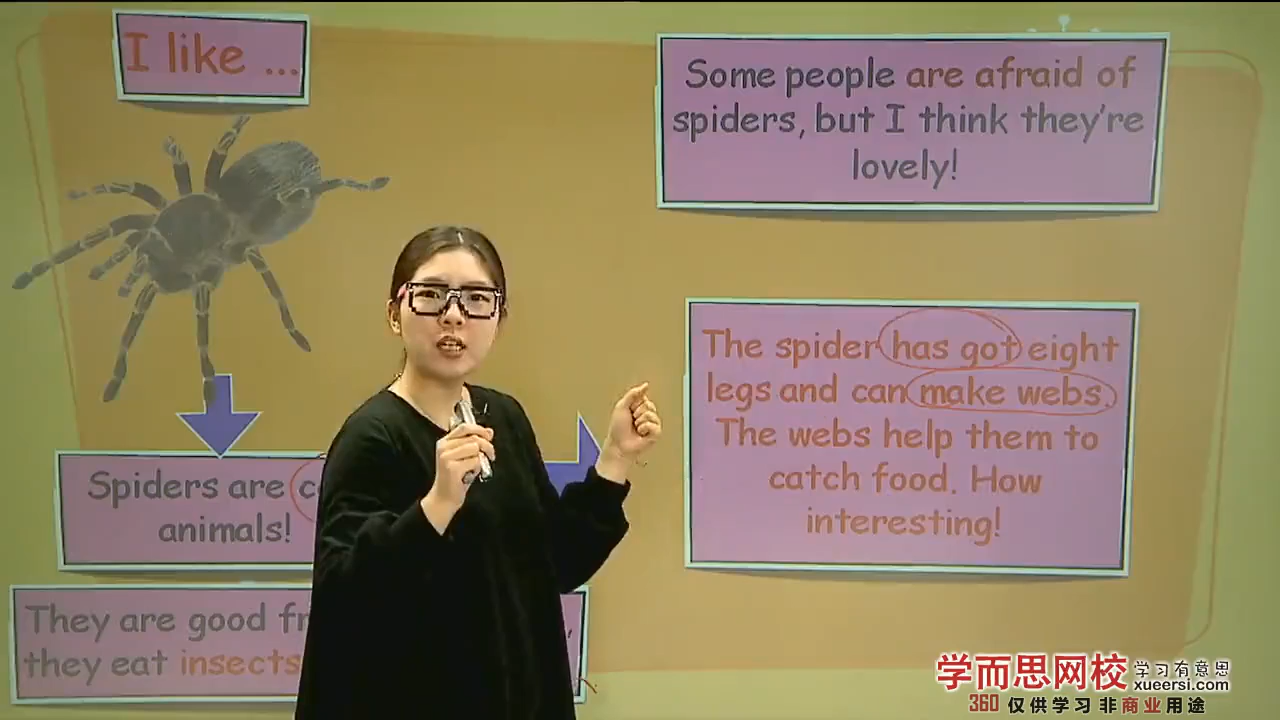 I like ...
Some people are afraid of
spiders, but I think they're
lovely!
The spider has got eight
legs and can make webs.
The webs help them to
catch food. How
interesting!
Spiders are
animals!
They are good
they eat insects
学而思网校 学习有意思
xueersi.com
360 仅供学习 非商业用途